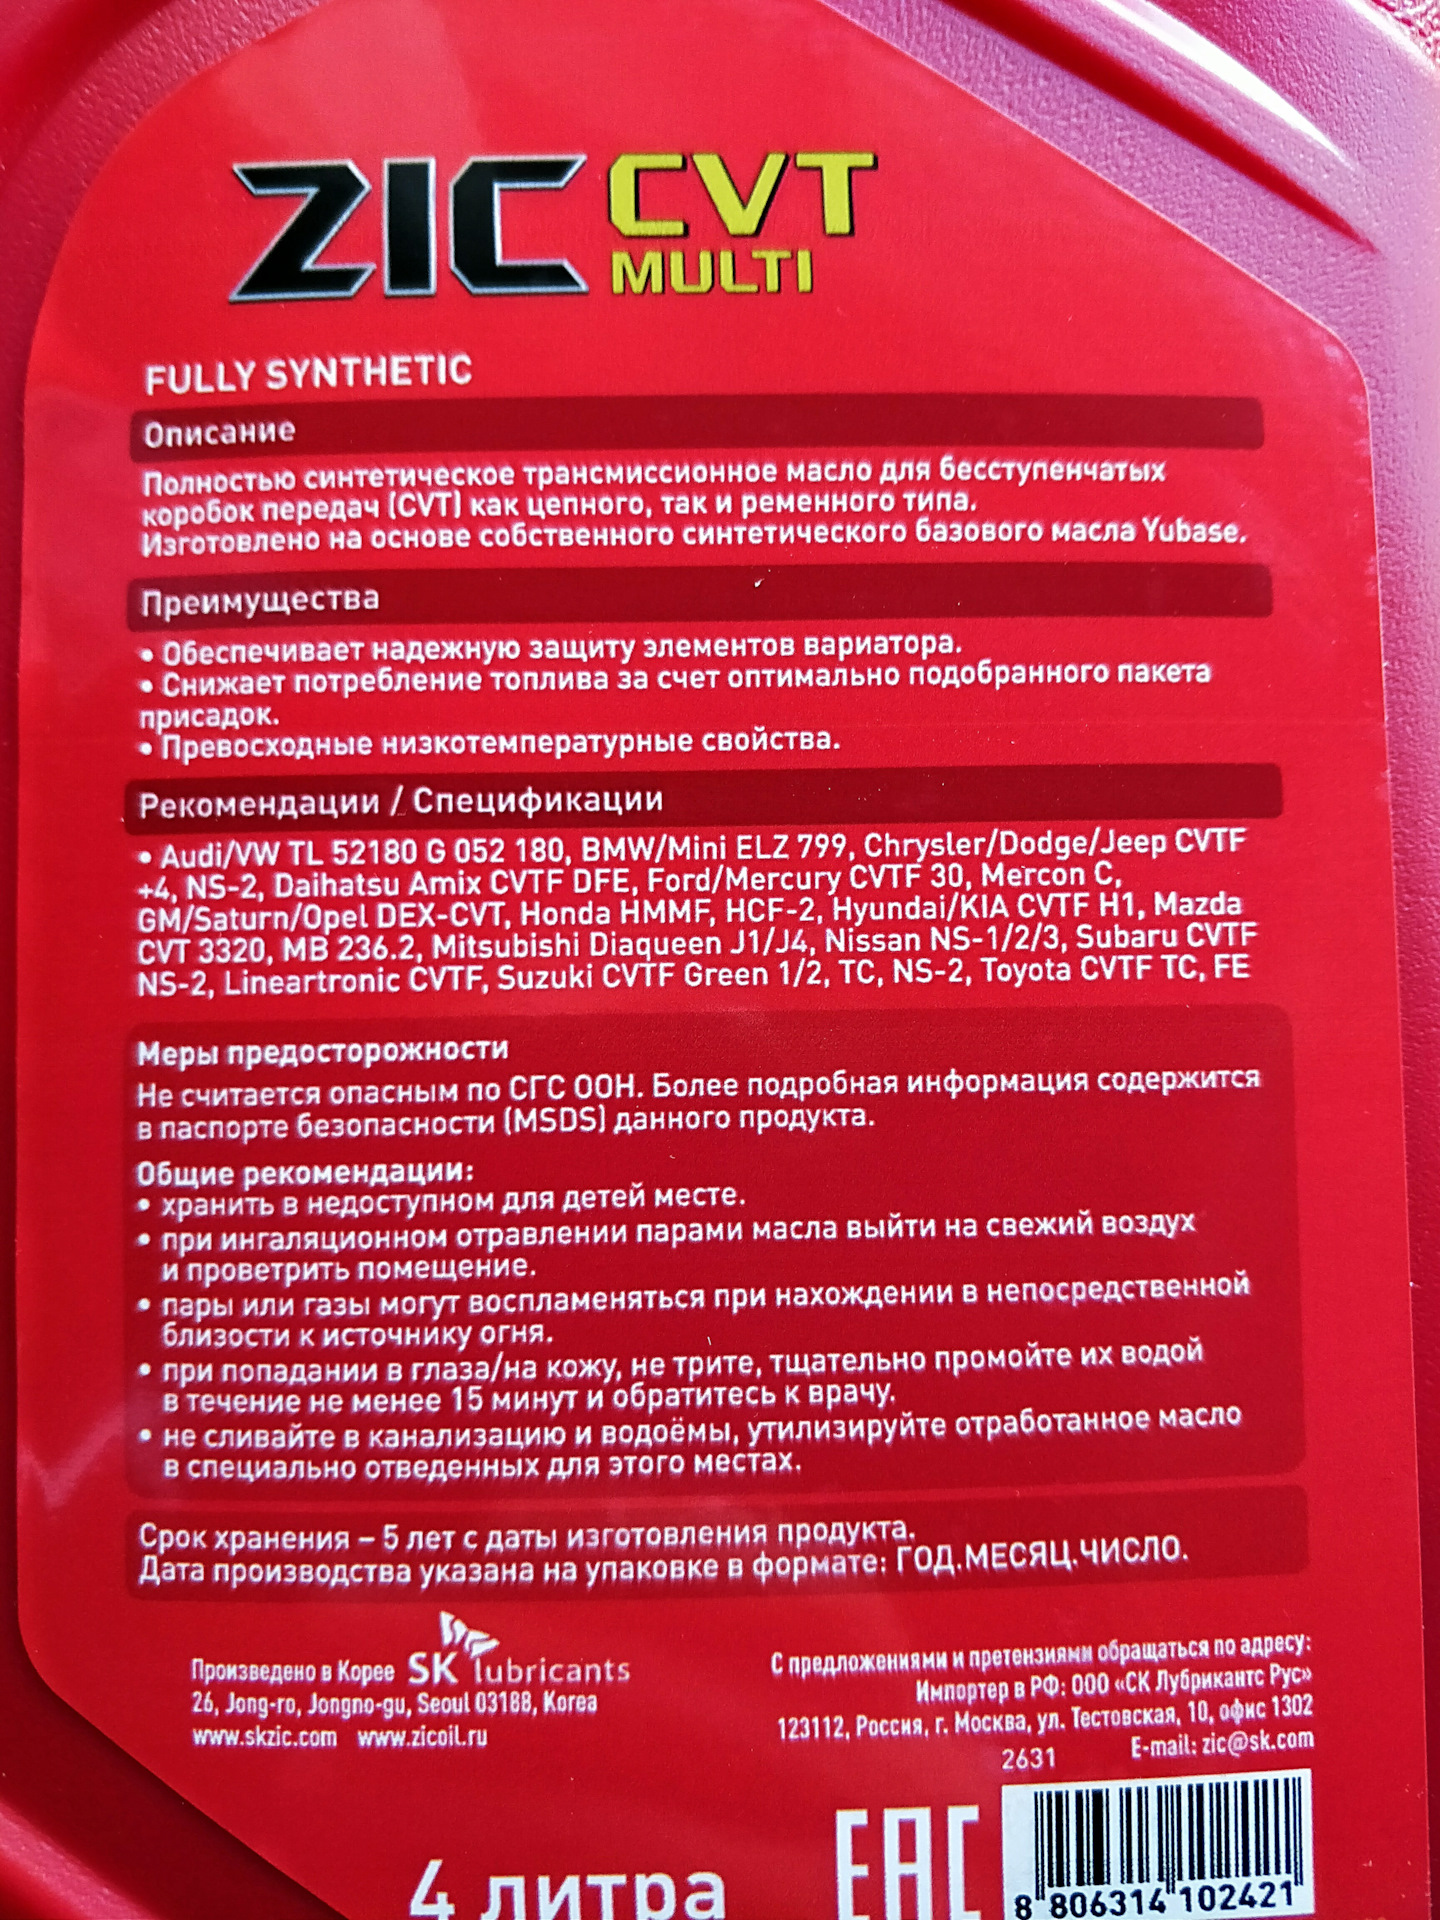 ZIC CVT
MULTI
FULLY SYNTHETIC
Описание
Полностью синтетическое трансмиссионное масло для бесступенчатых
коробок передач (CVT) как цепного, так и ременного типа.
Изготовлено на основе собственного синтетического базового масла Yubase.
Преимущества
• Обеспечивает надежную защиту элементов вариатора.
• Снижает потребление топлива за счет оптимально подобранного пакета
присадок.
• Превосходные низкотемпературные свойства.
Рекомендации / Спецификации
• Audi/VW TL 52180 G 052 180, BMW/Mini ELZ 799, Chrysler/Dodge/Jeep CVTF
+4, NS-2, Daihatsu Amix CVTF DFE, Ford/Mercury CVTF 30, Mercon C,
GM/Saturn/Opel DEX-CVT, Honda HMMF, HCF-2, Hyundai/KIA CVTF H1, Mazda
CVT 3320, MB 236.2, Mitsubishi Diaqueen J1/J4, Nissan NS-1/2/3, Subaru CVTF
NS-2, Lineartronic CVTF, Suzuki CVTF Green 1/2, TC, NS-2, Toyota CVTF TC, FE
Меры предосторожности
Не считается опасным по СГС ООН. Более подробная информация содержится
в паспорте безопасности (MSDS) данного продукта.
Общие рекомендации:
• хранить в недоступном для детей месте.
• при ингаляционном отравлении парами масла выйти на свежий воздух
и проветрить помещение.
• пары или газы могут воспламеняться при нахождении в непосредственной
близости к источнику огня.
• при попадании в глаза/на кожу, не трите, тщательно промойте их водой
в течение не менее 15 минут и обратитесь к врачу.
• не сливайте в канализацию и водоёмы, утилизируйте отработанное масло
в специально отведенных для этого местах.
Срок хранения – 5 лет с даты изготовления продукта.
Дата производства указана на упаковке в формате: ГОД.МЕСЯЦ.ЧИСЛО.
Произведено в Корее SK lubricants
26, Jong-ro, Jongno-gu, Seoul 03188, Korea
www.skzic.com www.zicoil.ru
С предложениями и претензиями обращаться по адресу:
Импортер в РФ: ООО «СК Лубрикантс Рус»
123112, Россия, г. Москва, ул. Тестовская, 10, офис 1302
2631 E-mail: zic@sk.com
4 литра
EAC
8 806314 102421